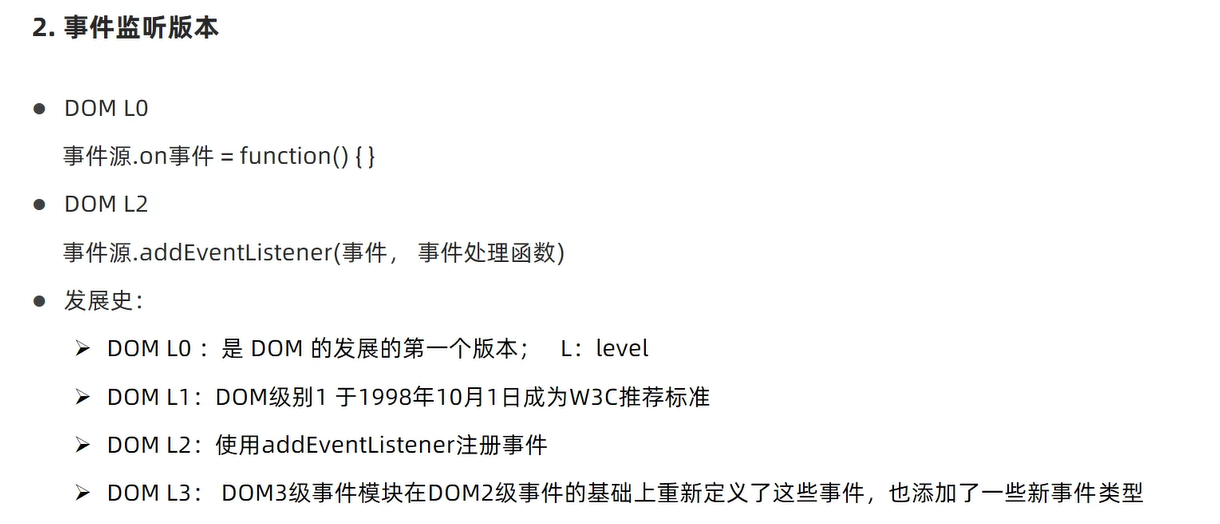 2. 事件监听版本
● DOM L0
事件源.on事件 = function() { }
● DOM L2
事件源.addEventListener(事件， 事件处理函数)
● 发展史：
➢ DOM L0 ：是 DOM 的发展的第一个版本； L：level
➢ DOM L1：DOM级别1 于1998年10月1日成为W3C推荐标准
➢ DOM L2：使用addEventListener注册事件
➢ DOM L3： DOM3级事件模块在DOM2级事件的基础上重新定义了这些事件，也添加了一些新事件类型